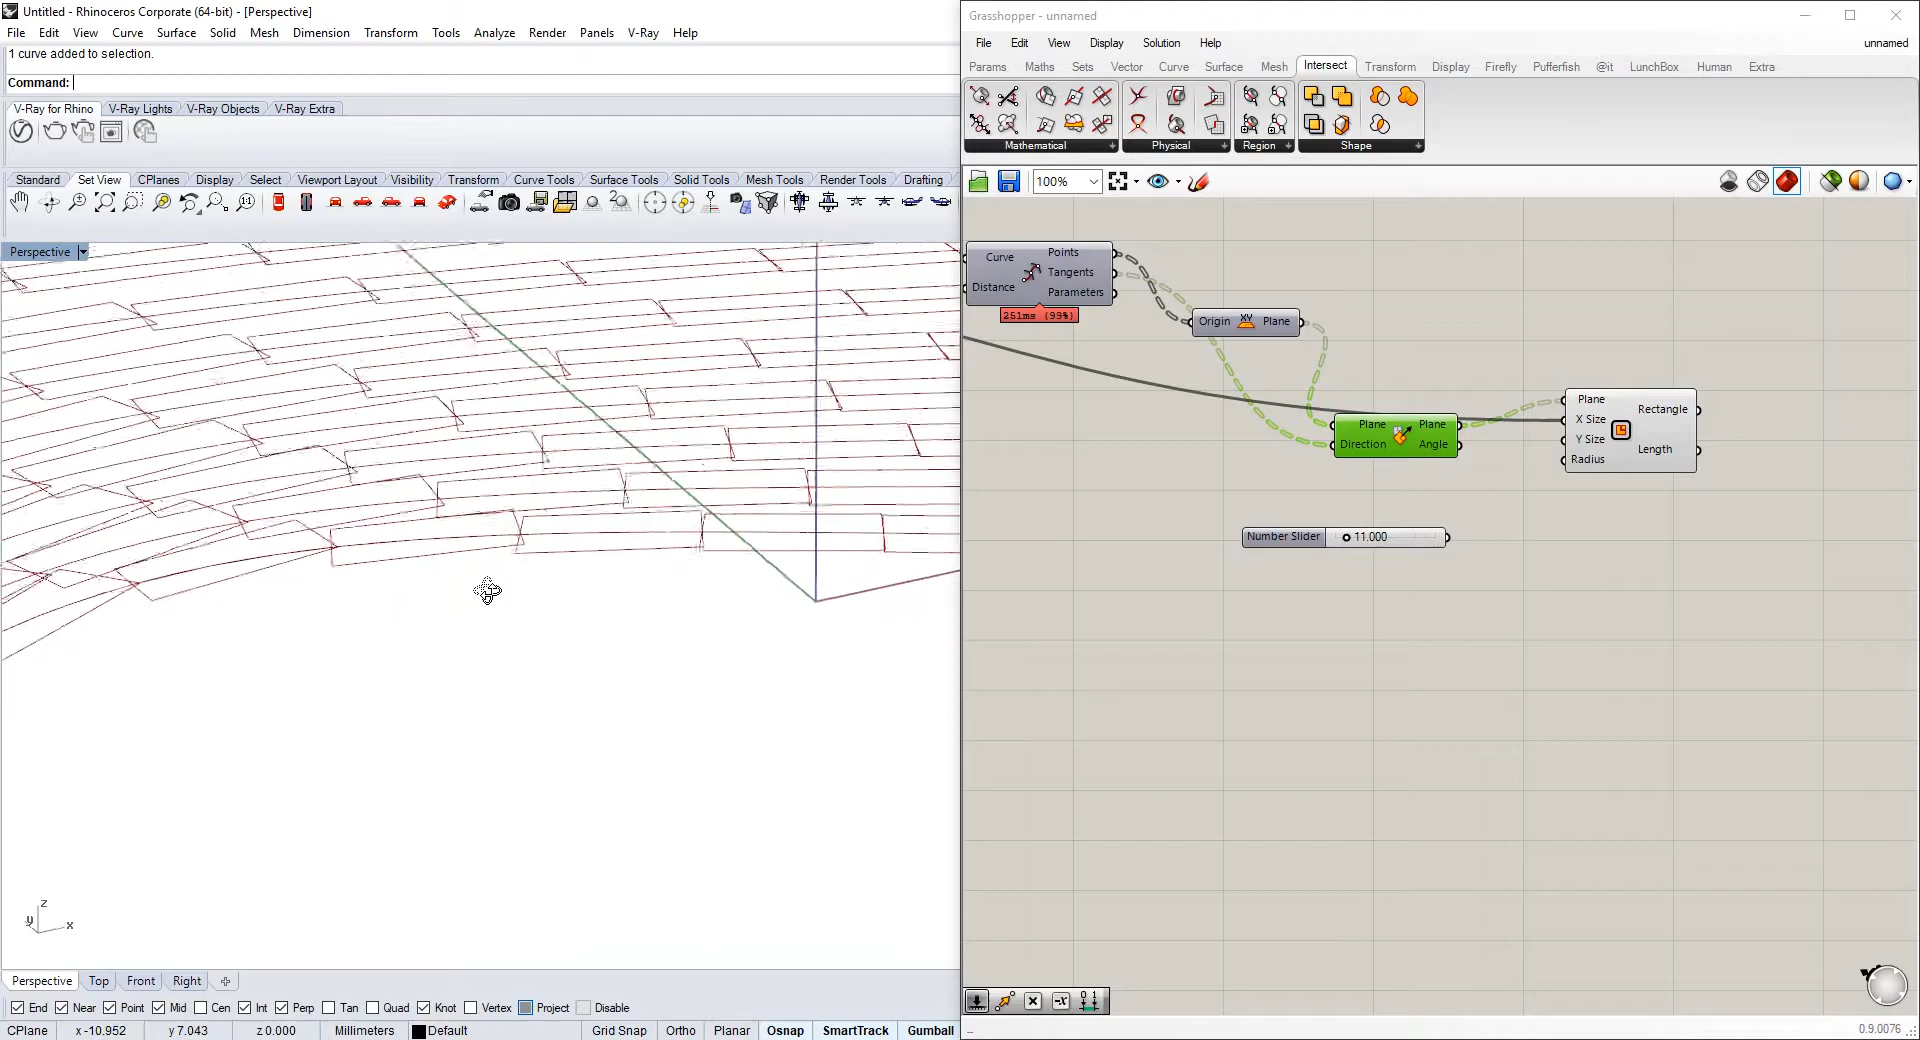 Untitled - Rhinoceros Corporate (64-bit) - [Perspective]
File Edit View Curve Surface Solid Mesh Dimension Transform Tools Analyze Render Panels V-Ray Help
1 curve added to selection.
Command:
V-Ray for Rhino V-Ray Lights V-Ray Objects V-Ray Extra
Standard Set View CPlanes Display Select Viewport Layout Visibility Transform Curve Tools Surface Tools Solid Tools Mesh Tools Render Tools Drafting
Perspective
z
y
x
Perspective Top Front Right
End Near Point Mid Cen Int Perp Tan Quad Knot Vertex Project Disable
CPlane x -10.952 y 7.043 z 0.000 Millimeters Default Grid Snap Ortho Planar Osnap SmartTrack Gumball
Grasshopper - unnamed
File Edit View Display Solution Help unnamed
Params Maths Sets Vector Curve Surface Mesh Intersect Transform Display Firefly Pufferfish @it LunchBox Human Extra
Mathematical Physical Region Shape
100%
Curve
Distance
Points
Tangents
Parameters
251ms (99%)
Origin XY Plane
Plane Plane
Direction Angle
Plane
X Size
Y Size
Radius
Rectangle
Length
Number Slider 11.000
x -x 0 1
0.9.0076